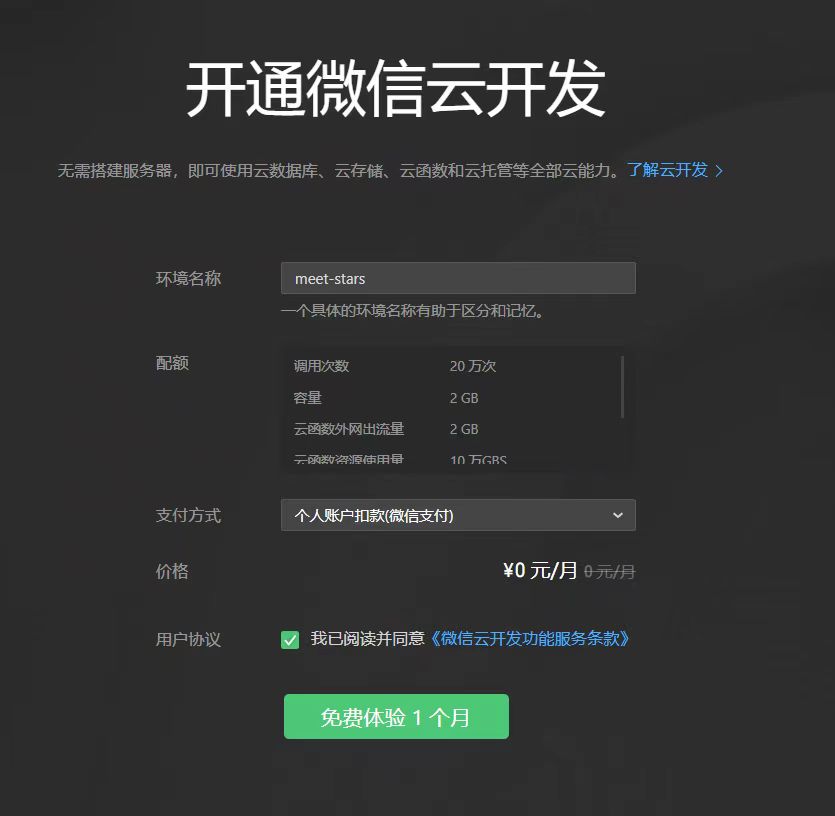 开通微信云开发
无需搭建服务器，即可使用云数据库、云存储、云函数和云托管等全部云能力。了解云开发
环境名称 meet-stars
一个具体的环境名称有助于区分和记忆。
配额 调用次数 20 万次
容量 2 GB
云函数外网出流量 2 GB
云函数资源使用量 10 万GBS
支付方式 个人账户扣款(微信支付)
价格 ¥0 元/月 0 元/月
用户协议 我已阅读并同意《微信云开发功能服务条款》
免费体验 1 个月